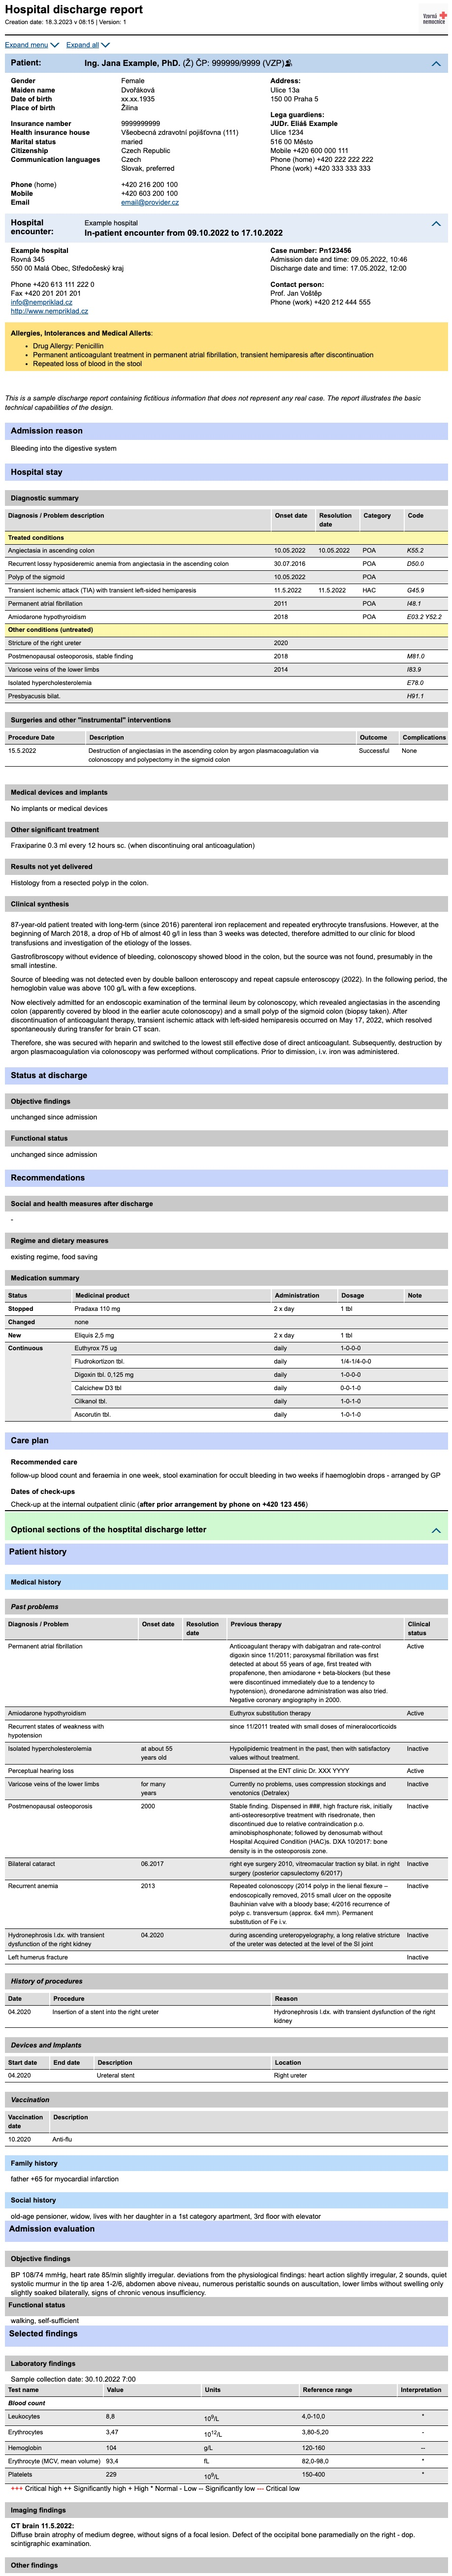 Hospital discharge report
Creation date: 18.3.2023 v 08:15 | Version: 1
Vzorná
nemocnice
Expand menu Expand all
Patient: Ing. Jana Example, PhD. (Ž) ČP: 999999/9999 (VZP)
Gender Female
Maiden name Dvořáková
Date of birth xx.xx.1935
Place of birth Žilina
Insurance number 9999999999
Health insurance house Všeobecná zdravotní pojišťovna (111)
Marital status maried
Citizenship Czech Republic
Communication languages Czech
Slovak, preferred
Phone (home) +420 216 200 100
Mobile +420 603 200 100
Email email@provider.cz
Address:
Ulice 13a
150 00 Praha 5
Lega guardiens:
JUDr. Eliáš Example
Ulice 1234
516 00 Město
Mobile +420 600 000 111
Phone (home) +420 222 222 222
Phone (work) +420 333 333 333
Hospital encounter: Example hospital
In-patient encounter from 09.10.2022 to 17.10.2022
Example hospital
Rovná 345
550 00 Malá Obec, Středočeský kraj
Phone +420 613 111 222 0
Fax +420 201 201 201
info@nempriklad.cz
http://www.nempriklad.cz
Case number: Pn123456
Admission date and time: 09.05.2022, 10:46
Discharge date and time: 17.05.2022, 12:00
Contact person:
Prof. Jan Voštěp
Phone (work) +420 212 444 555
Allergies, Intolerances and Medical Allerts:
• Drug Allergy: Penicillin
• Permanent anticoagulant treatment in permanent atrial fibrillation, transient hemiparesis after discontinuation
• Repeated loss of blood in the stool
This is a sample discharge report containing fictitious information that does not represent any real case. The report illustrates the basic
technical capabilities of the design.
Admission reason
Bleeding into the digestive system
Hospital stay
Diagnostic summary
Diagnosis / Problem description Onset date Resolution date Category Code
Treated conditions
Angiectasia in ascending colon 10.05.2022 10.05.2022 POA K55.2
Recurrent lossy hyposideremic anemia from angiectasia in the ascending colon 30.07.2016 POA D50.0
Polyp of the sigmoid 10.05.2022 POA
Transient ischemic attack (TIA) with transient left-sided hemiparesis 11.5.2022 11.5.2022 HAC G45.9
Permanent atrial fibrillation 2011 POA I48.1
Amiodarone hypothyroidism 2018 POA E03.2 Y52.2
Other conditions (untreated)
Stricture of the right ureter 2020
Postmenopausal osteoporosis, stable finding 2018 M81.0
Varicose veins of the lower limbs 2014 I83.9
Isolated hypercholesterolemia E78.0
Presbyacusis bilat. H91.1
Surgeries and other "instrumental" interventions
Procedure Date Description Outcome Complications
15.5.2022 Destruction of angiectasias in the ascending colon by argon plasmacoagulation via Successful None
colonoscopy and polypectomy in the sigmoid colon
Medical devices and implants
No implants or medical devices
Other significant treatment
Fraxiparine 0.3 ml every 12 hours sc. (when discontinuing oral anticoagulation)
Results not yet delivered
Histology from a resected polyp in the colon.
Clinical synthesis
87-year-old patient treated with long-term (since 2016) parenteral iron replacement and repeated erythrocyte transfusions. However, at the
beginning of March 2018, a drop of Hb of almost 40 g/l in less than 3 weeks was detected, therefore admitted to our clinic for blood
transfusions and investigation of the etiology of the losses.
Gastrofibroscopy without evidence of bleeding, colonoscopy showed blood in the colon, but the source was not found, presumably in the
small intestine.
Source of bleeding was not detected even by double balloon enteroscopy and repeat capsule enteroscopy (2022). In the following period, the
hemoglobin value was above 100 g/L with a few exceptions.
Now electively admitted for an endoscopic examination of the terminal ileum by colonoscopy, which revealed angiectasias in the ascending
colon (apparently covered by blood in the earlier acute colonoscopy) and a small polyp of the sigmoid colon (biopsy taken). After
discontinuation of anticoagulant therapy, transient ischemic attack with left-sided hemiparesis occurred on May 17, 2022, which resolved
spontaneously during transfer for brain CT scan.
Therefore, she was secured with heparin and switched to the lowest still effective dose of direct anticoagulant. Subsequently, destruction by
argon plasmacoagulation via colonoscopy was performed without complications. Prior to dimission, i.v. iron was administered.
Status at discharge
Objective findings
unchanged since admission
Functional status
unchanged since admission
Recommendations
Social and health measures after discharge
-
Regime and dietary measures
existing regime, food saving
Medication summary
Status Medicinal product Administration Dosage Note
Stopped Pradaxa 110 mg 2 x day 1 tbl
Changed none
New Eliquis 2,5 mg 2 x day 1 tbl
Continuous Euthyrox 75 ug daily 1-0-0-0
Fludrokortizon tbl. daily 1/4-1/4-0-0
Digoxin tbl. 0,125 mg daily 1-0-0-0
Calcichew D3 tbl daily 0-0-1-0
Cilkanol tbl. daily 1-0-1-0
Ascorutin tbl. daily 1-0-1-0
Care plan
Recommended care
follow-up blood count and feraemia in one week, stool examination for occult bleeding in two weeks if haemoglobin drops - arranged by GP
Dates of check-ups
Check-up at the internal outpatient clinic (after prior arrangement by phone on +420 123 456)
Optional sections of the hosptital discharge letter
Patient history
Medical history
Past problems
Diagnosis / Problem Onset date Resolution date Previous therapy Clinical status
Permanent atrial fibrillation Anticoagulant therapy with dabigatran and rate-control Active
digoxin since 11/2011; paroxysmal fibrillation was first
detected at about 55 years of age, first treated with
propafenone, then amiodarone + beta-blockers (but these
were discontinued immediately due to a tendency to
hypotension), dronedarone administration was also tried.
Negative coronary angiography in 2000.
Amiodarone hypothyroidism Euthyrox substitution therapy Active
Recurrent states of weakness with since 11/2011 treated with small doses of mineralocorticoids
hypotension
Isolated hypercholesterolemia at about 55 years old Hypolipidemic treatment in the past, then with satisfactory Inactive
values without treatment.
Perceptual hearing loss Dispensed at the ENT clinic Dr. XXX YYYY Active
Varicose veins of the lower limbs for many years Currently no problems, uses compression stockings and Inactive
venotonics (Detralex)
Postmenopausal osteoporosis 2000 Stable finding. Dispensed in ###, high fracture risk, initially Inactive
anti-osteoresorptive treatment with risedronate, then
discontinued due to relative contraindication p.o.
aminobisphosphonate; followed by denosumab without
Hospital Acquired Condition (HAC)s. DXA 10/2017: bone
density is in the osteoporosis zone.
Bilateral cataract 06.2017 right eye surgery 2010, vitreomacular traction sy bilat. in right Inactive
surgery (posterior capsulectomy 6/2017)
Recurrent anemia 2013 Repeated colonoscopy (2014 polyp in the lienal flexure – Inactive
endoscopically removed, 2015 small ulcer on the opposite
Bauhinian valve with a bloody base; 4/2016 recurrence of
polyp c. transversum (approx. 6x4 mm). Permanent
substitution of Fe i.v.
Hydronephrosis l.dx. with transient 04.2020 during ascending ureteropyelography, a long relative stricture Inactive
dysfunction of the right kidney of the ureter was detected at the level of the SI joint
Left humerus fracture Inactive
History of procedures
Date Procedure Reason
04.2020 Insertion of a stent into the right ureter Hydronephrosis l.dx. with transient dysfunction of the right
kidney
Devices and Implants
Start date End date Description Location
04.2020 Ureteral stent Right ureter
Vaccination
Vaccination date Description
10.2020 Anti-flu
Family history
father +65 for myocardial infarction
Social history
old-age pensioner, widow, lives with her daughter in a 1st category apartment, 3rd floor with elevator
Admission evaluation
Objective findings
BP 108/74 mmHg, heart rate 85/min slightly irregular. deviations from the physiological findings: heart action slightly irregular, 2 sounds, quiet
systolic murmur in the tip area 1-2/6, abdomen above niveau, numerous peristaltic sounds on auscultation, lower limbs without swelling only
slightly soaked bilaterally, signs of chronic venous insufficiency.
Functional status
walking, self-sufficient
Selected findings
Laboratory findings
Sample collection date: 30.10.2022 7:00
Test name Value Units Reference range Interpretation
Blood count
Leukocytes 8,8 10⁹/L 4,0-10,0 *
Erythrocytes 3,47 10¹²/L 3,80-5,20 -
Hemoglobin 104 g/L 120-160 --
Erythrocyte (MCV, mean volume) 93,4 fL 82,0-98,0 *
Platelets 229 10⁹/L 150-400 *
+++ Critical high ++ Significantly high + High * Normal - Low -- Significantly low --- Critical low
Imaging findings
CT brain 11.5.2022:
Diffuse brain atrophy of medium degree, without signs of a focal lesion. Defect of the occipital bone paramedially on the right - dop.
scintigraphic examination.
Other findings